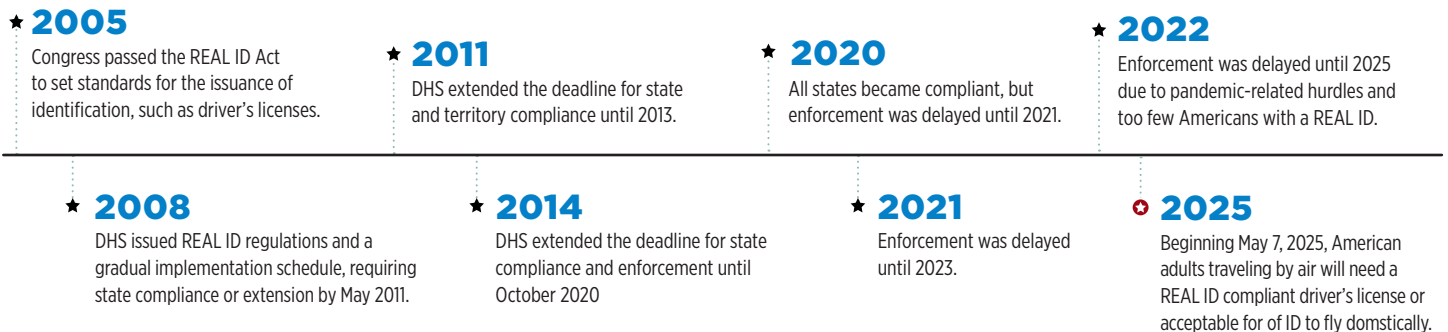 2005
Congress passed the REAL ID Act
to set standards for the issuance of
identification, such as driver's licenses.
2008
DHS issued REAL ID regulations and a
gradual implementation schedule, requiring
state compliance or extension by May 2011.
2011
DHS extended the deadline for state
and territory compliance until 2013.
2014
DHS extended the deadline for state
compliance and enforcement until
October 2020
2020
All states became compliant, but
enforcement was delayed until 2021.
2021
Enforcement was delayed
until 2023.
2022
Enforcement was delayed until 2025
due to pandemic-related hurdles and
too few Americans with a REAL ID.
2025
Beginning May 7, 2025, American
adults traveling by air will need a
REAL ID compliant driver's license or
acceptable for of ID to fly domstically.